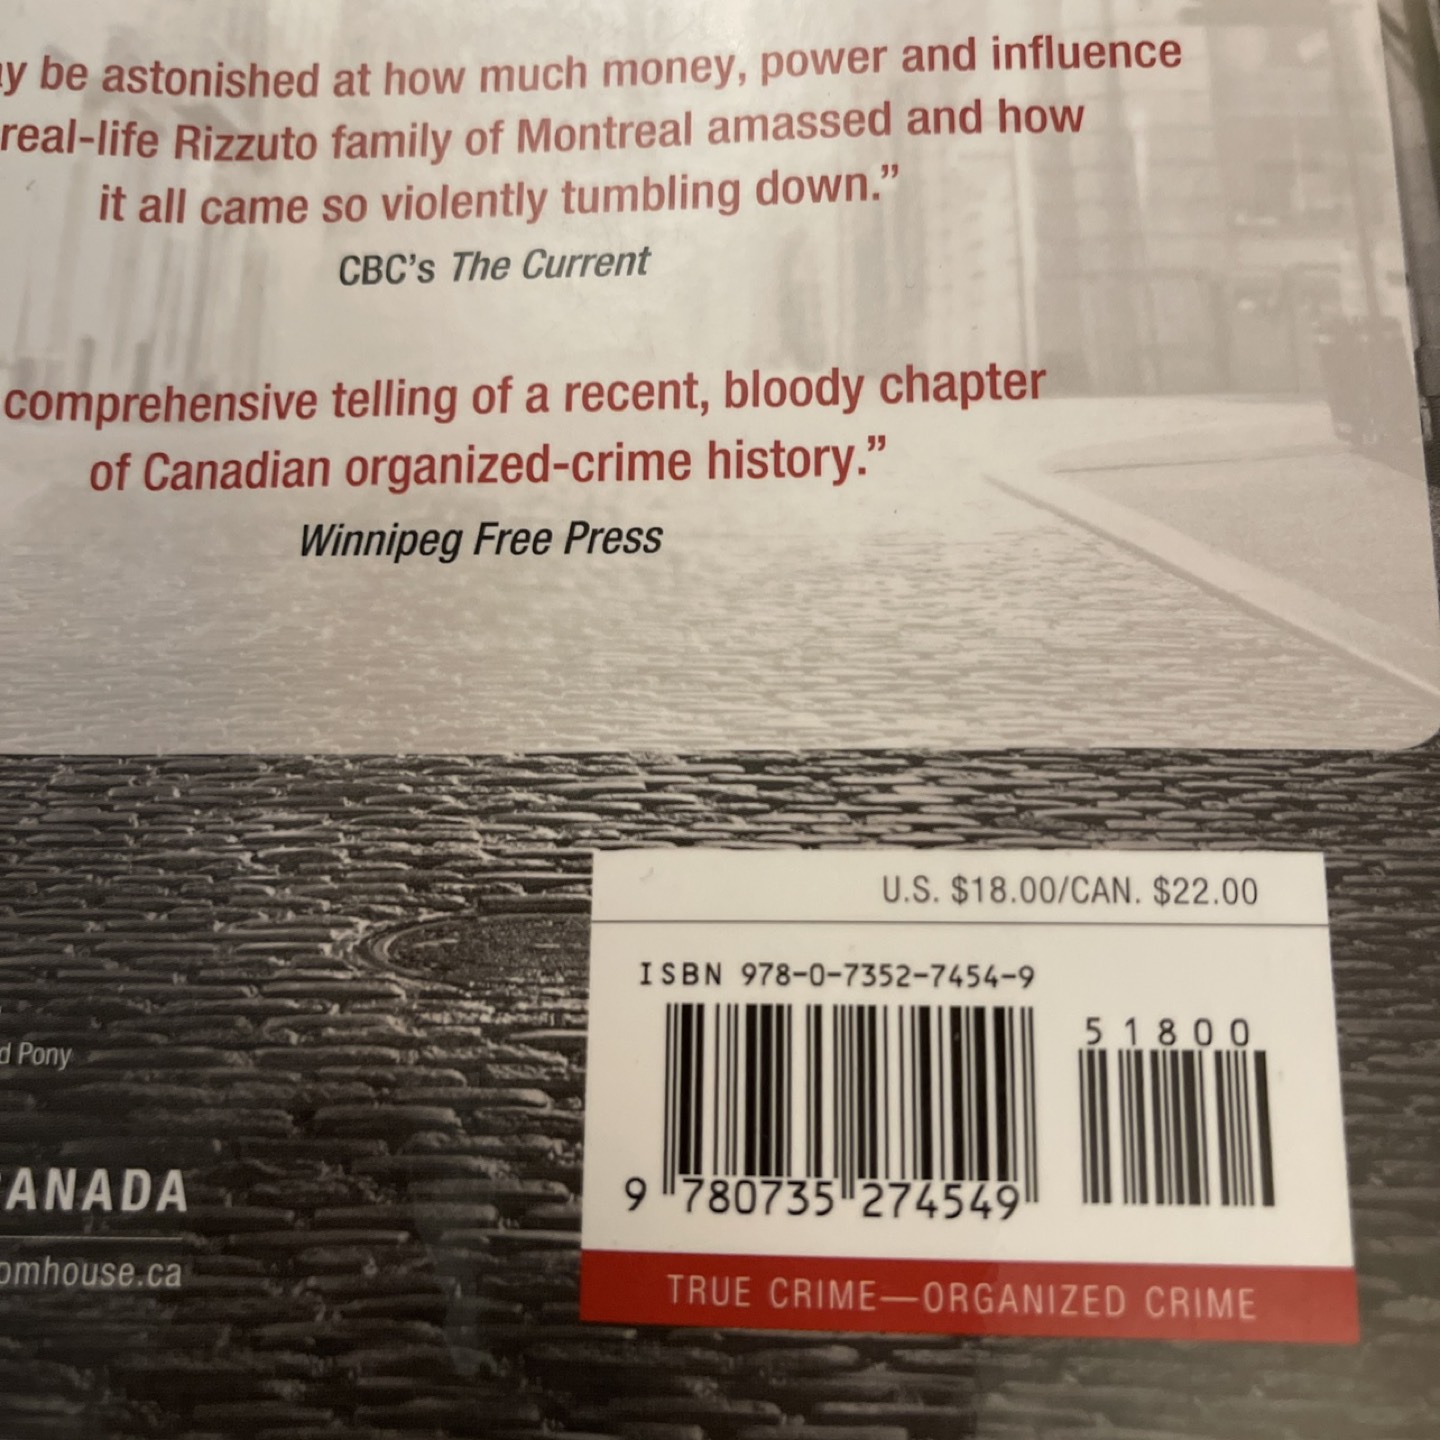 be astonished at how much money, power and influence
real-life Rizzuto family of Montreal amassed and how
it all came so violently tumbling down.”
CBC’s The Current
comprehensive telling of a recent, bloody chapter
of Canadian organized-crime history.”
Winnipeg Free Press
U.S. $18.00/CAN. $22.00
ISBN 978-0-7352-7454-9
51800
9 780735 274549
d Pony
ANADA
omhouse.ca
TRUE CRIME—ORGANIZED CRIME